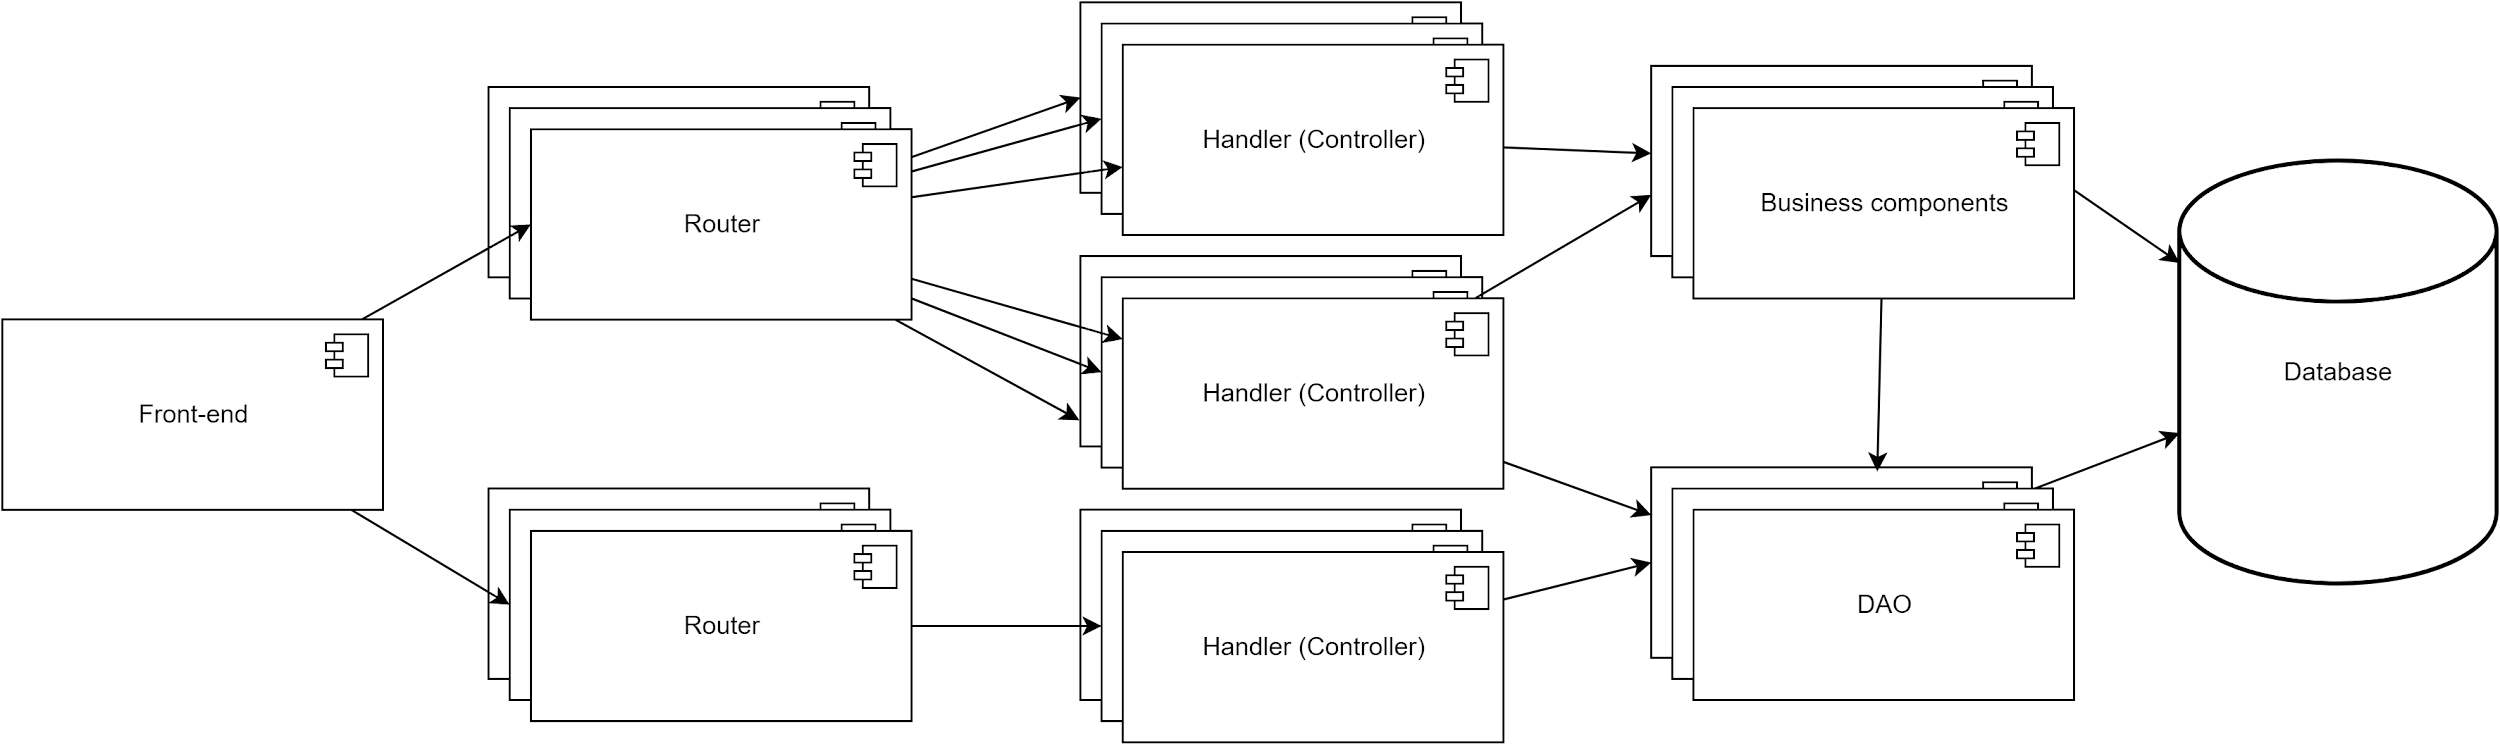 Front-end
Router
Router
Handler (Controller)
Handler (Controller)
Handler (Controller)
Business components
DAO
Database